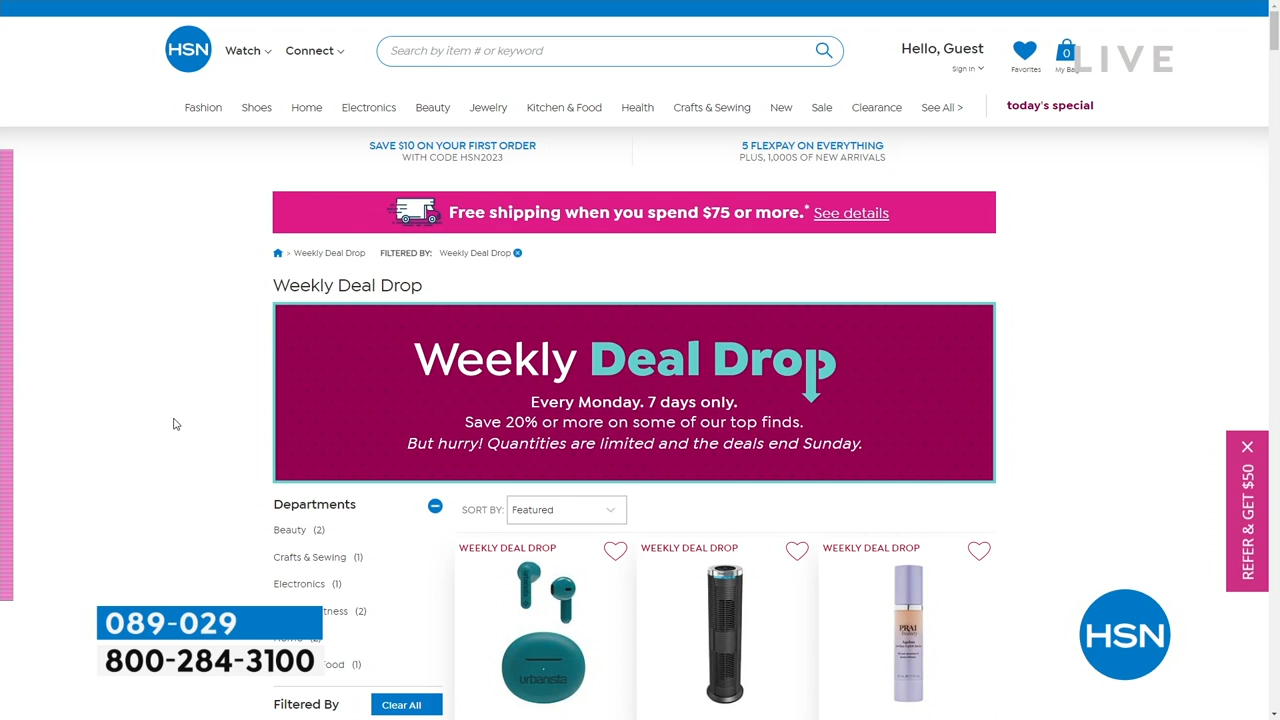 HSN
Watch
Connect
Search by item # or keyword
Hello, Guest
Sign In
Favorites
0
My Ba
LIVE
Fashion
Shoes
Home
Electronics
Beauty
Jewelry
Kitchen & Food
Health
Crafts & Sewing
New
Sale
Clearance
See All >
today's special
SAVE $10 ON YOUR FIRST ORDER
WITH CODE HSN2023
5 FLEXPAY ON EVERYTHING
PLUS, 1,000S OF NEW ARRIVALS
Free shipping when you spend $75 or more.* See details
> Weekly Deal Drop FILTERED BY: Weekly Deal Drop
Weekly Deal Drop
Weekly Deal Drop
Every Monday. 7 days only.
Save 20% or more on some of our top finds.
But hurry! Quantities are limited and the deals end Sunday.
REFER & GET $50
Departments
Beauty (2)
Crafts & Sewing (1)
Electronics (1)
tness (2)
ood (1)
Filtered By
Clear All
SORT BY: Featured
WEEKLY DEAL DROP
urbanista
WEEKLY DEAL DROP
WEEKLY DEAL DROP
PRAI
089-029
800-284-3100
HSN